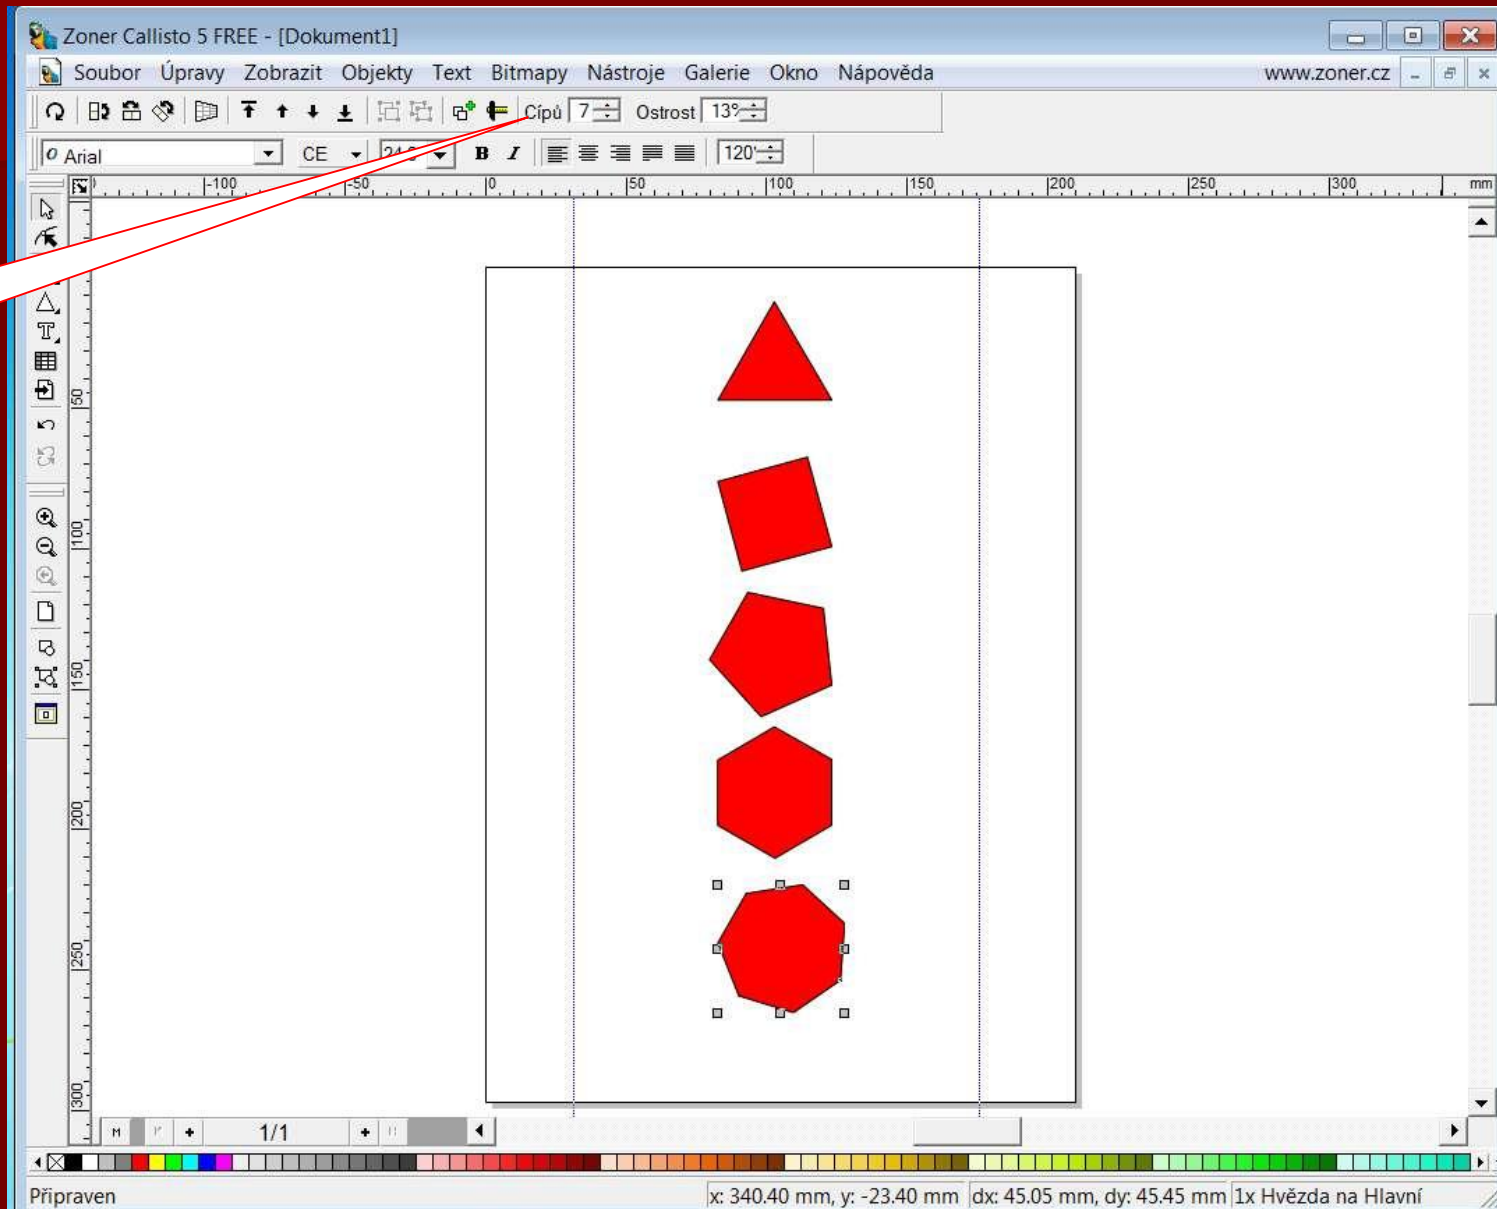 Zoner Callisto 5 FREE - [Dokument1]
Soubor Úpravy Zobrazit Objekty Text Bitmapy Nástroje Galerie Okno Nápověda www.zoner.cz
Cípů 7 Ostrost 13°
Arial CE B I 120
-100 -50 0 50 100 150 200 250 300 mm
50
100
150
200
250
300
1/1
Připraven x: 340.40 mm, y: -23.40 mm dx: 45.05 mm, dy: 45.45 mm 1x Hvězda na Hlavní